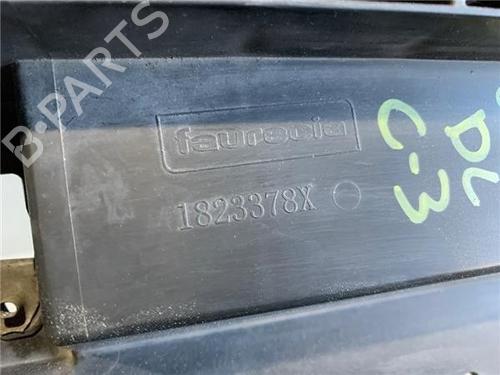 B-PARTS
faurecia
1823378X
DL
C-3